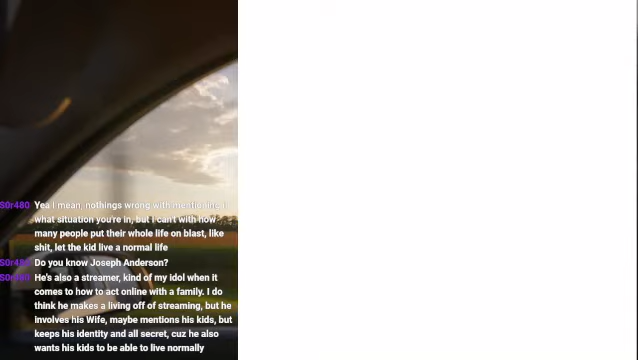 S0r480 Yea I mean, nothings wrong with mentioning
what situation you're in, but I can't with how
many people put their whole life on blast, like
shit, let the kid live a normal life
Do you know Joseph Anderson?
S0r480 He's also a streamer, kind of my idol when it
comes to how to act online with a family. I do
think he makes a living off of streaming, but he
involves his Wife, maybe mentions his kids, but
keeps his identity and all secret, cuz he also
wants his kids to be able to live normally